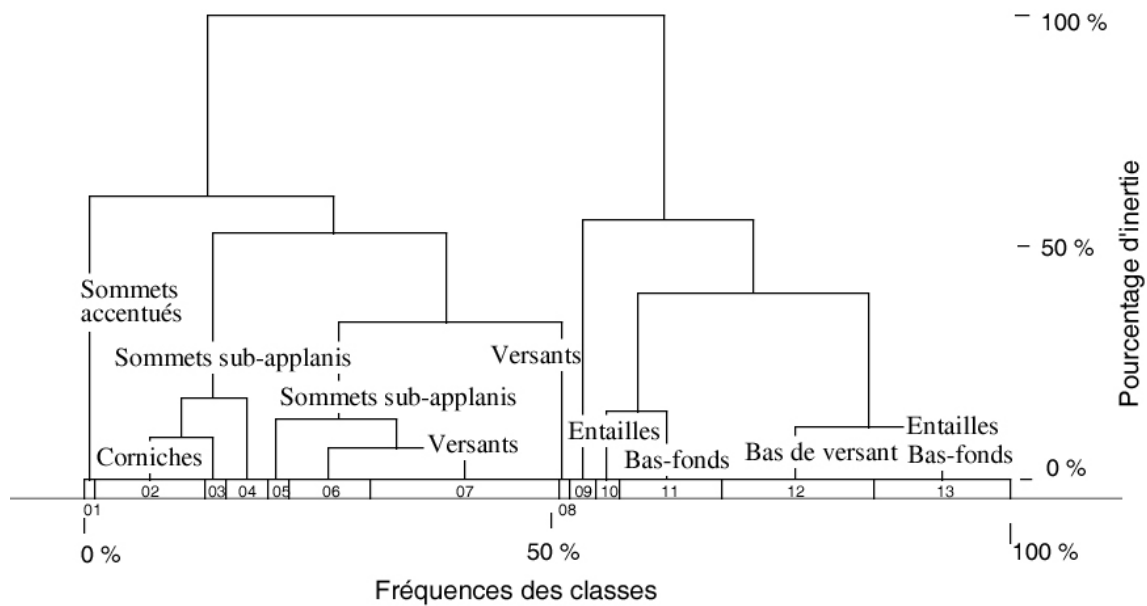 100 %
50 %
0 %
Pourcentage d'inertie
Sommets
accentués
Sommets sub-applanis
Versants
Sommets sub-applanis
Corniches
Versants
Entailles
Bas-fonds
Bas de versant
Entailles
Bas-fonds
01
02
03
04
05
06
07
08
09
10
11
12
13
0 %
50 %
100 %
Fréquences des classes